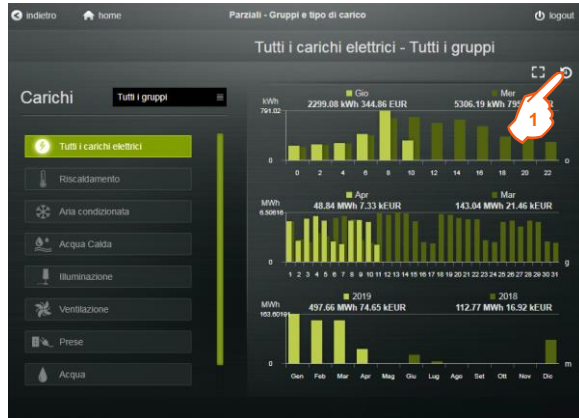 indietro home Parziali - Gruppi e tipo di carico logout
Tutti i carichi elettrici - Tutti i gruppi
Carichi Tutti i gruppi
Tutti i carichi elettrici
Riscaldamento
Aria condizionata
Acqua Calda
Illuminazione
Ventilazione
Prese
Acqua
kWh Gio Mer
791.02 2299.08 kWh 344.86 EUR 5306.19 kWh
1
0 o
0 2 4 6 8 10 12 14 16 18 20 22
MWh Apr Mar
6.50616 48.84 MWh 7.33 kEUR 143.04 MWh 21.46 kEUR
0 g
1 2 3 4 5 6 7 8 9 10 11 12 13 14 15 16 17 18 19 20 21 22 23 24 25 26 27 28 29 30 31
MWh 2019 2018
163.60191 497.66 MWh 74.65 kEUR 112.77 MWh 16.92 kEUR
0 m
Gen Feb Mar Apr Mag Giu Lug Ago Set Ott Nov Dic